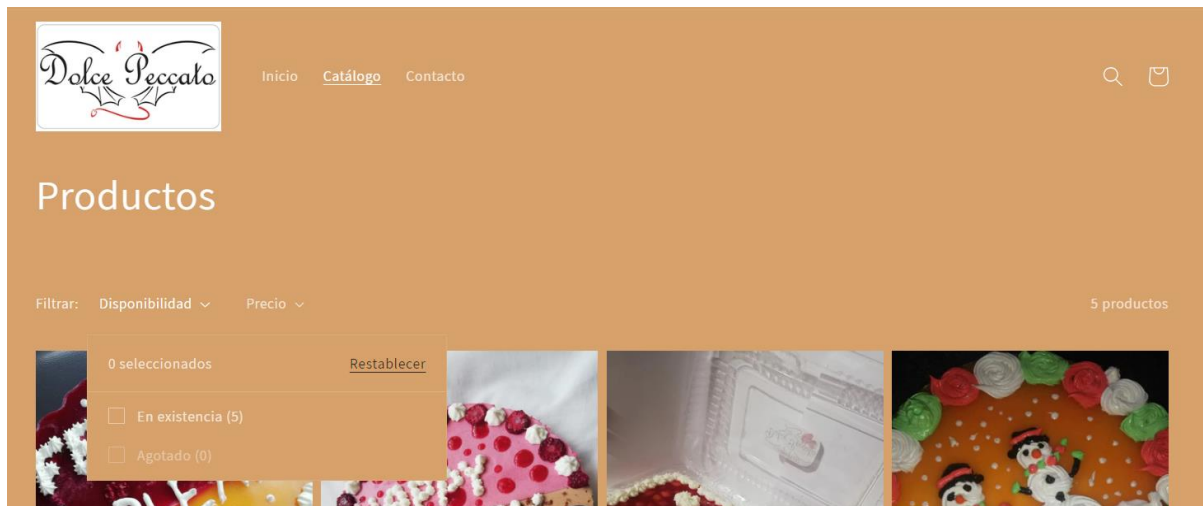 Dolce Peccato
Inicio Catálogo Contacto
Productos
Filtrar: Disponibilidad Precio 5 productos
0 seleccionados Restablecer
En existencia (5)
Agotado (0)